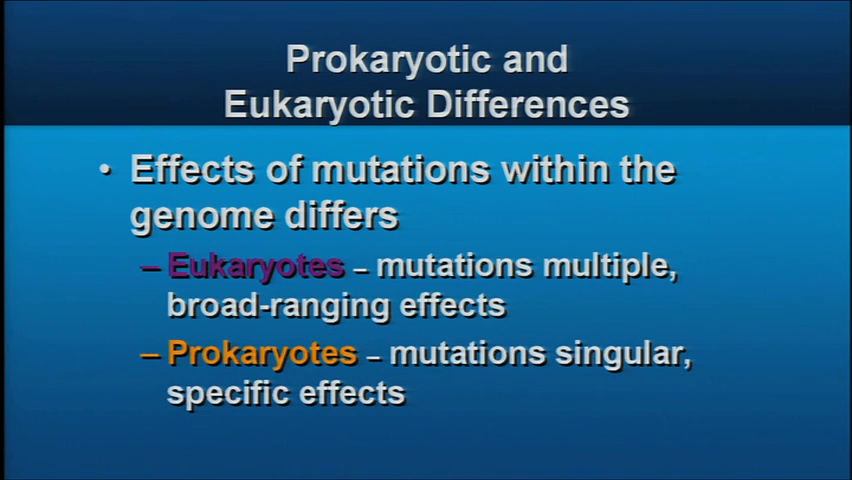 Prokaryotic and
Eukaryotic Differences
• Effects of mutations within the
genome differs
– Eukaryotes – mutations multiple,
broad-ranging effects
– Prokaryotes – mutations singular,
specific effects